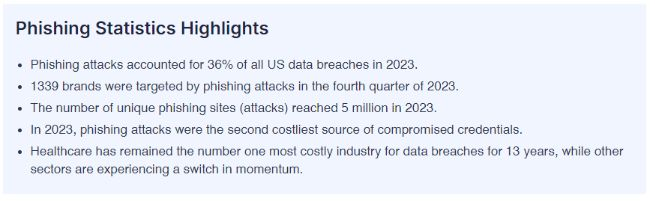 Phishing Statistics Highlights
• Phishing attacks accounted for 36% of all US data breaches in 2023.
• 1339 brands were targeted by phishing attacks in the fourth quarter of 2023.
• The number of unique phishing sites (attacks) reached 5 million in 2023.
• In 2023, phishing attacks were the second costliest source of compromised credentials.
• Healthcare has remained the number one most costly industry for data breaches for 13 years, while other
sectors are experiencing a switch in momentum.